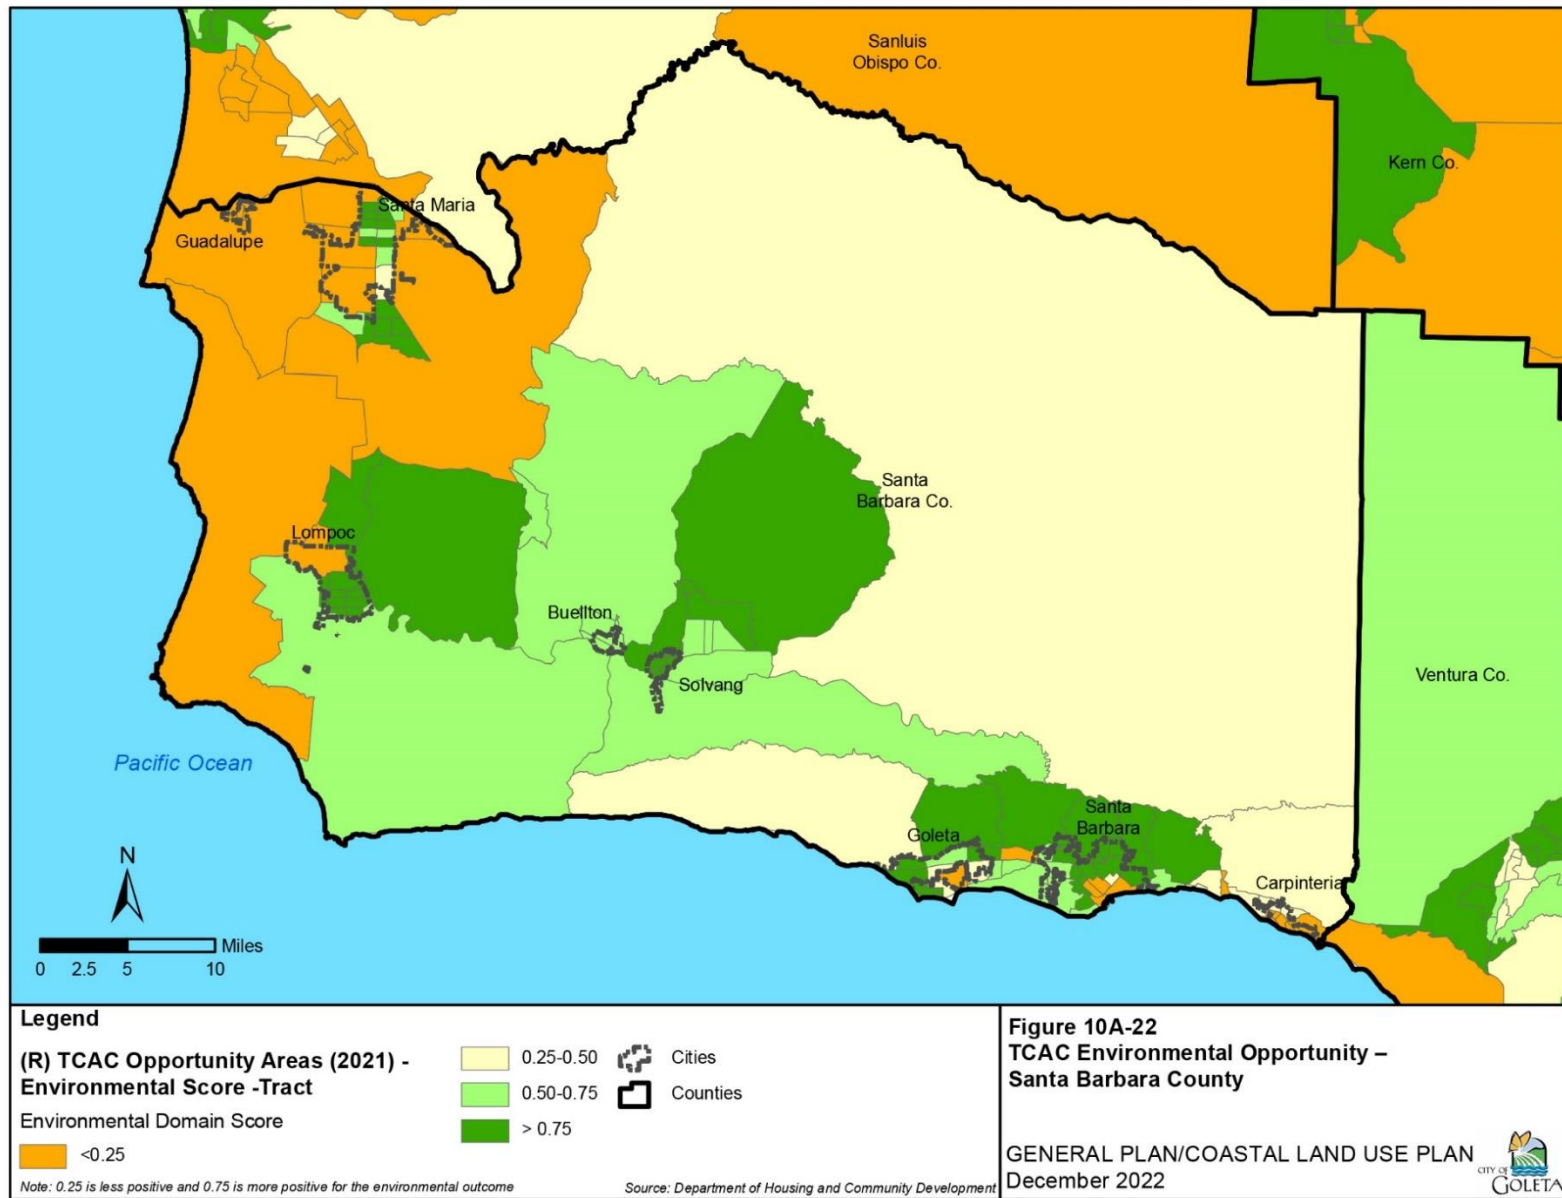 Sanluis
Obispo Co.
Kern Co.
Santa Maria
Guadalupe
Santa
Barbara Co.
Lompoc
Buellton
Solvang
Ventura Co.
Pacific Ocean
Santa
Barbara
Goleta
Carpinteria
N
Miles
0 2.5 5 10
Legend
(R) TCAC Opportunity Areas (2021) -
Environmental Score -Tract
Environmental Domain Score
<0.25
0.25-0.50
0.50-0.75
> 0.75
Cities
Counties
Note: 0.25 is less positive and 0.75 is more positive for the environmental outcome
Source: Department of Housing and Community Development
Figure 10A-22
TCAC Environmental Opportunity –
Santa Barbara County
GENERAL PLAN/COASTAL LAND USE PLAN
December 2022
CITY OF
GOLETA